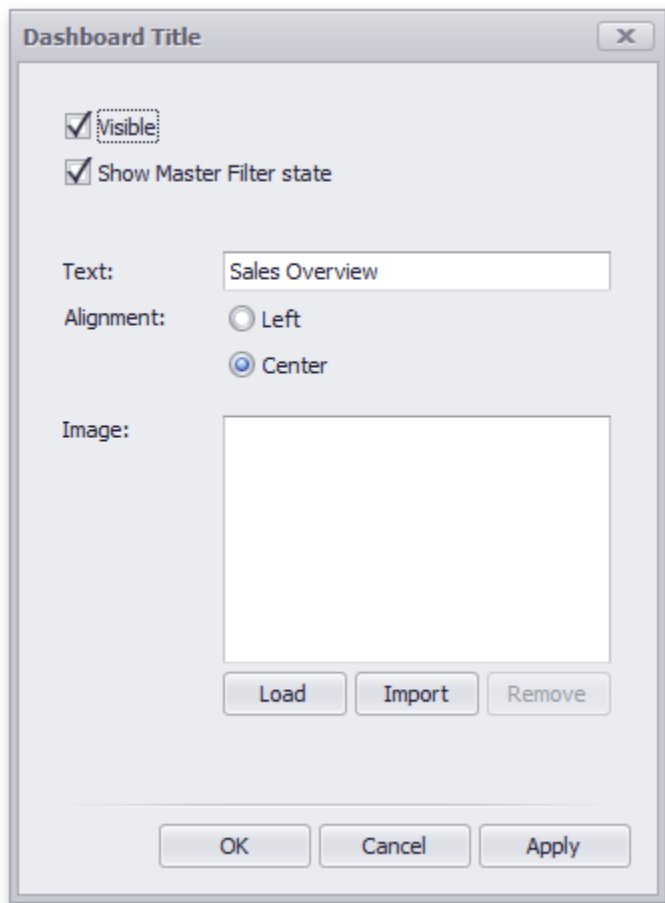 Dashboard Title
Visible
Show Master Filter state
Text: Sales Overview
Alignment: Left
Center
Image:
Load Import Remove
OK Cancel Apply